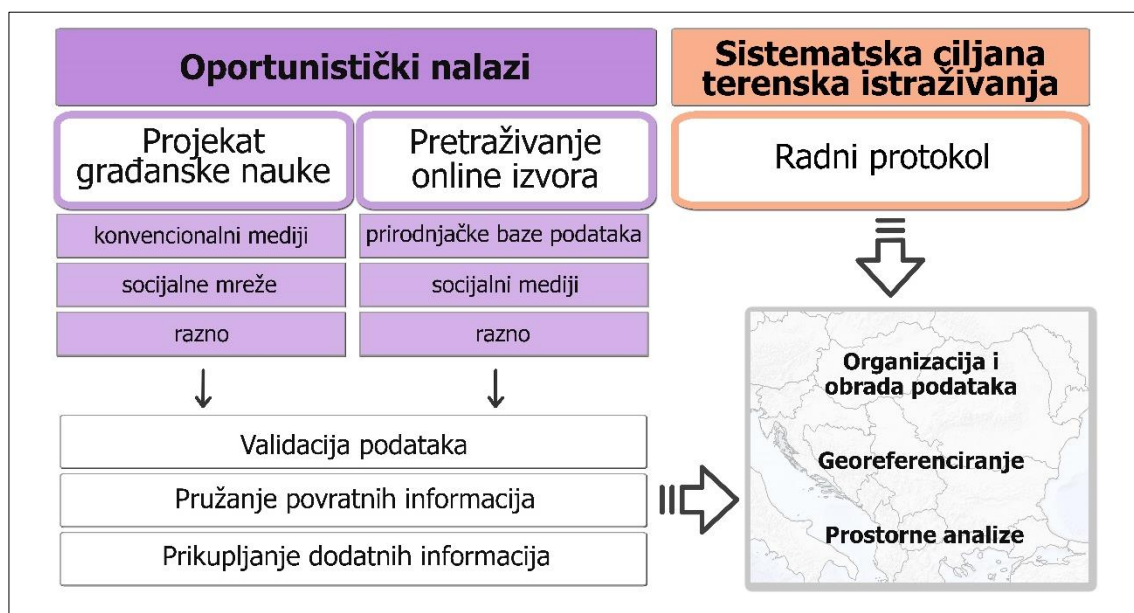 Oportunistički nalazi
Projekat
građanske nauke
konvencionalni mediji
socijalne mreže
razno
Pretraživanje
online izvora
prirodnjačke baze podataka
socijalni mediji
razno
Validacija podataka
Pružanje povratnih informacija
Prikupljanje dodatnih informacija
Sistematska ciljana
terenska istraživanja
Radni protokol
Organizacija i
obrada podataka
Georeferenciranje
Prostorne analize